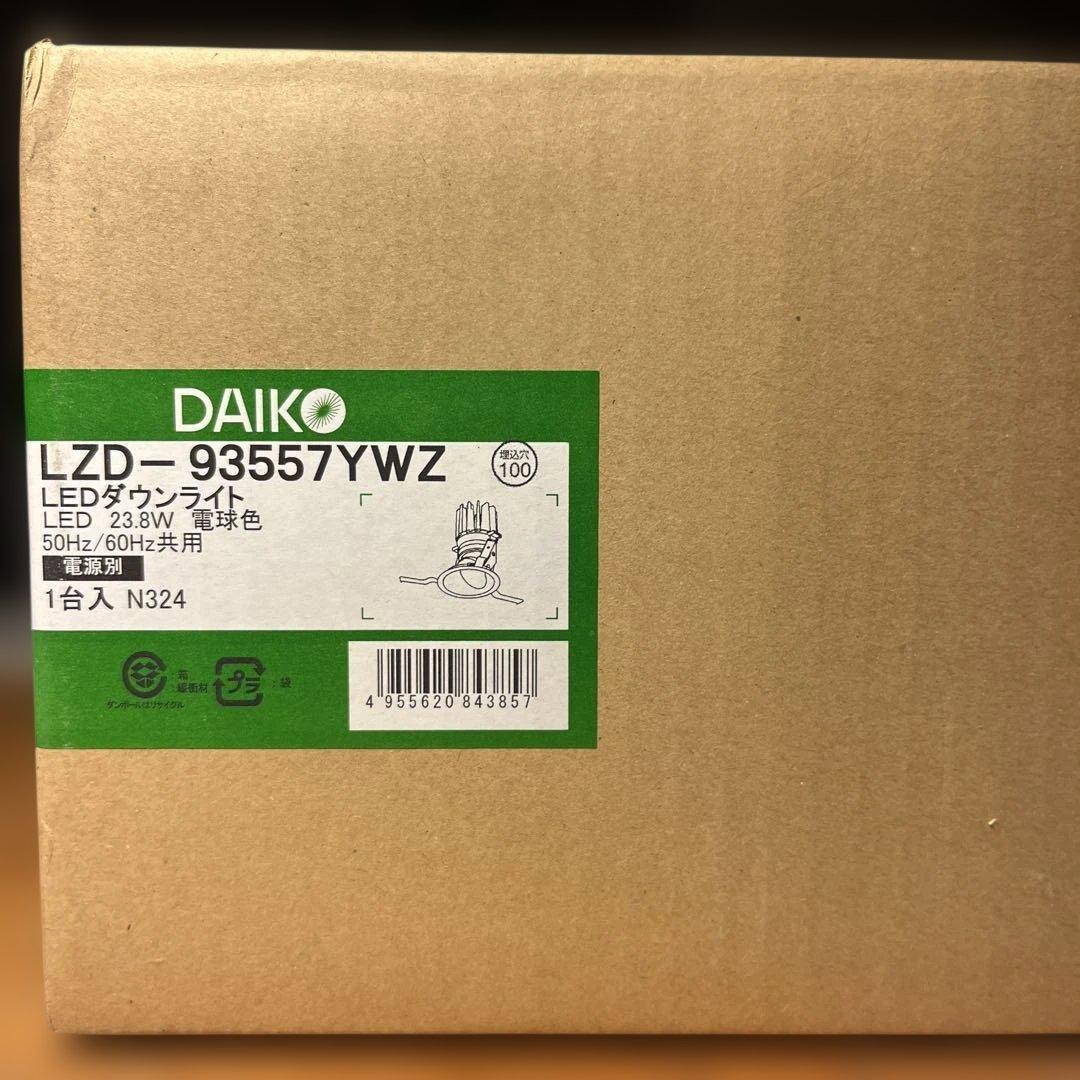 DAIKO
LZD-93557YWZ
埋込穴
100
LEDダウンライト
LED 23.8W 電球色
50Hz/60Hz共用
電源別
1台入 N324
:箱
:緩衝材
ダンボールはリサイクル
プラ
:袋
4 955620 843857